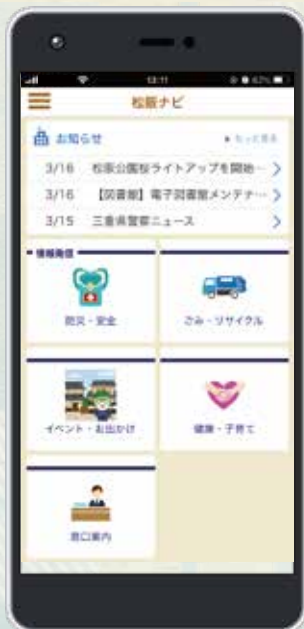 13:11
松阪ナビ
お知らせ もっと見る
3/16 松阪公園桜ライトアップを開始…
3/16 【図書館】電子図書館メンテナ…
3/15 三重県警察ニュース
情報発信
防災・安全
ごみ・リサイクル
イベント・お出かけ
健康・子育て
窓口案内